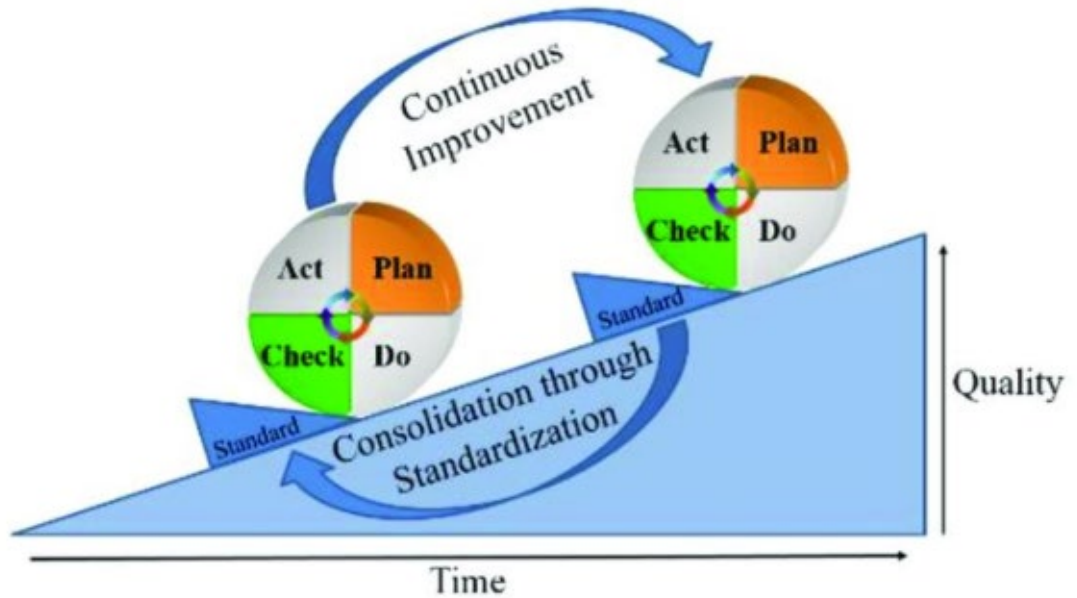 Continuous
Improvement
Act
Plan
Check
Do
Standard
Act
Plan
Check
Do
Standard
Consolidation through
Standardization
Quality
Time